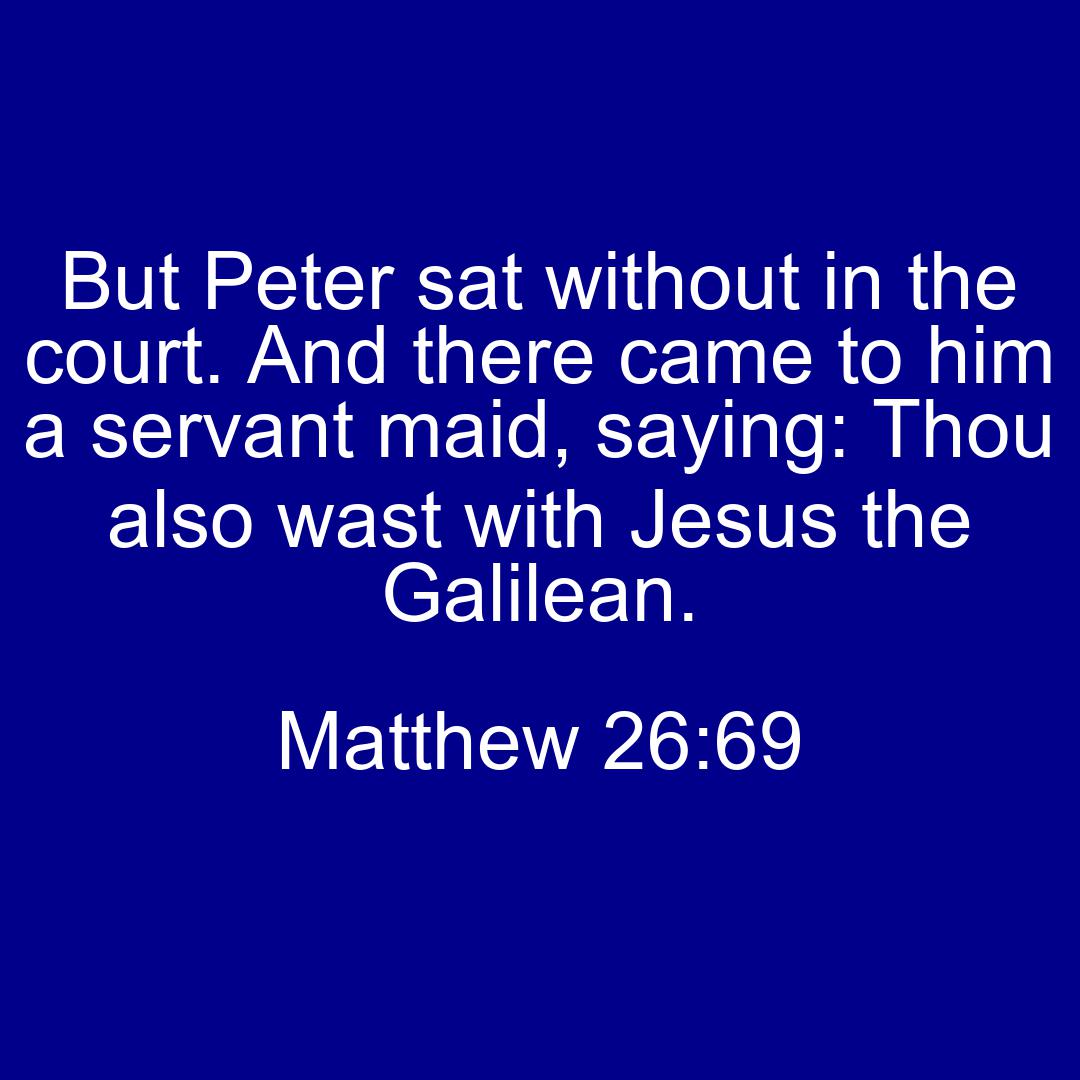 But Peter sat without in the
court. And there came to him
a servant maid, saying: Thou
also wast with Jesus the
Galilean.
Matthew 26:69